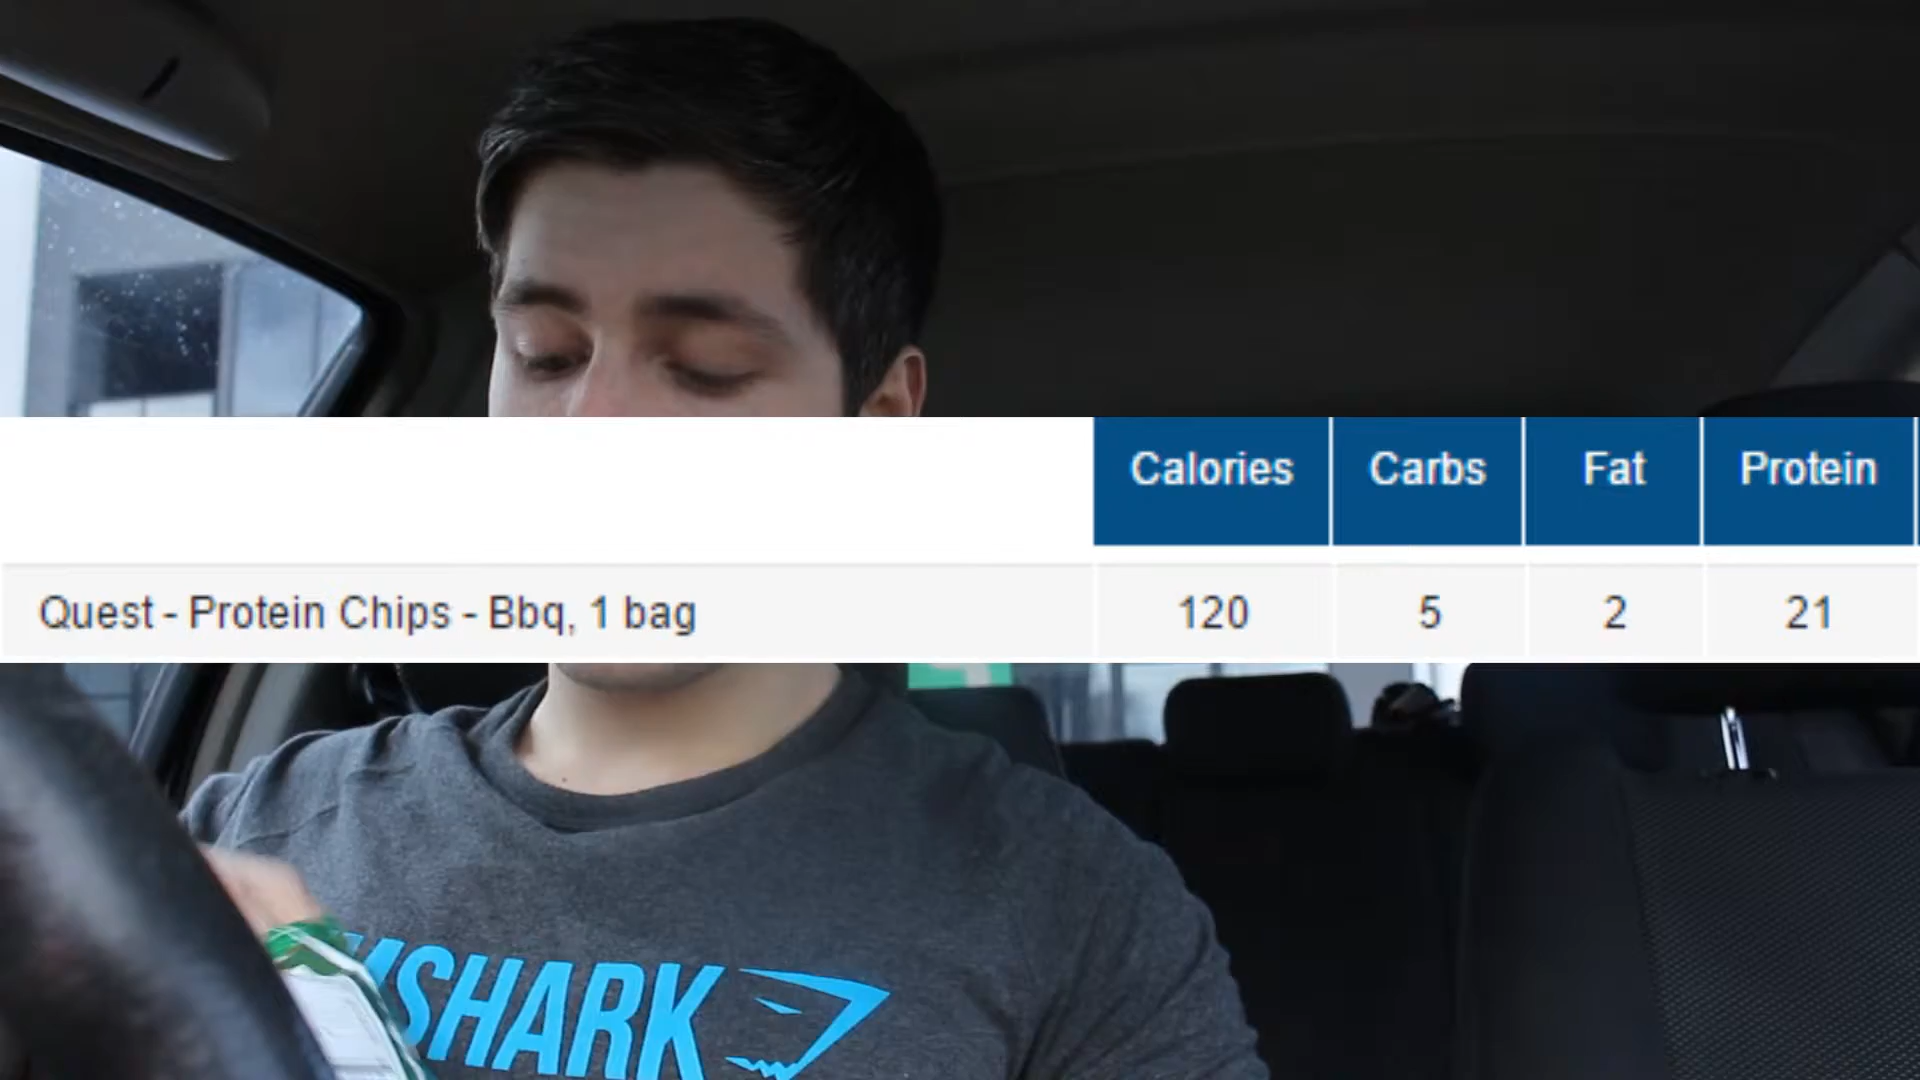 Calories Carbs Fat Protein
Quest - Protein Chips - Bbq, 1 bag 120 5 2 21
SHARK